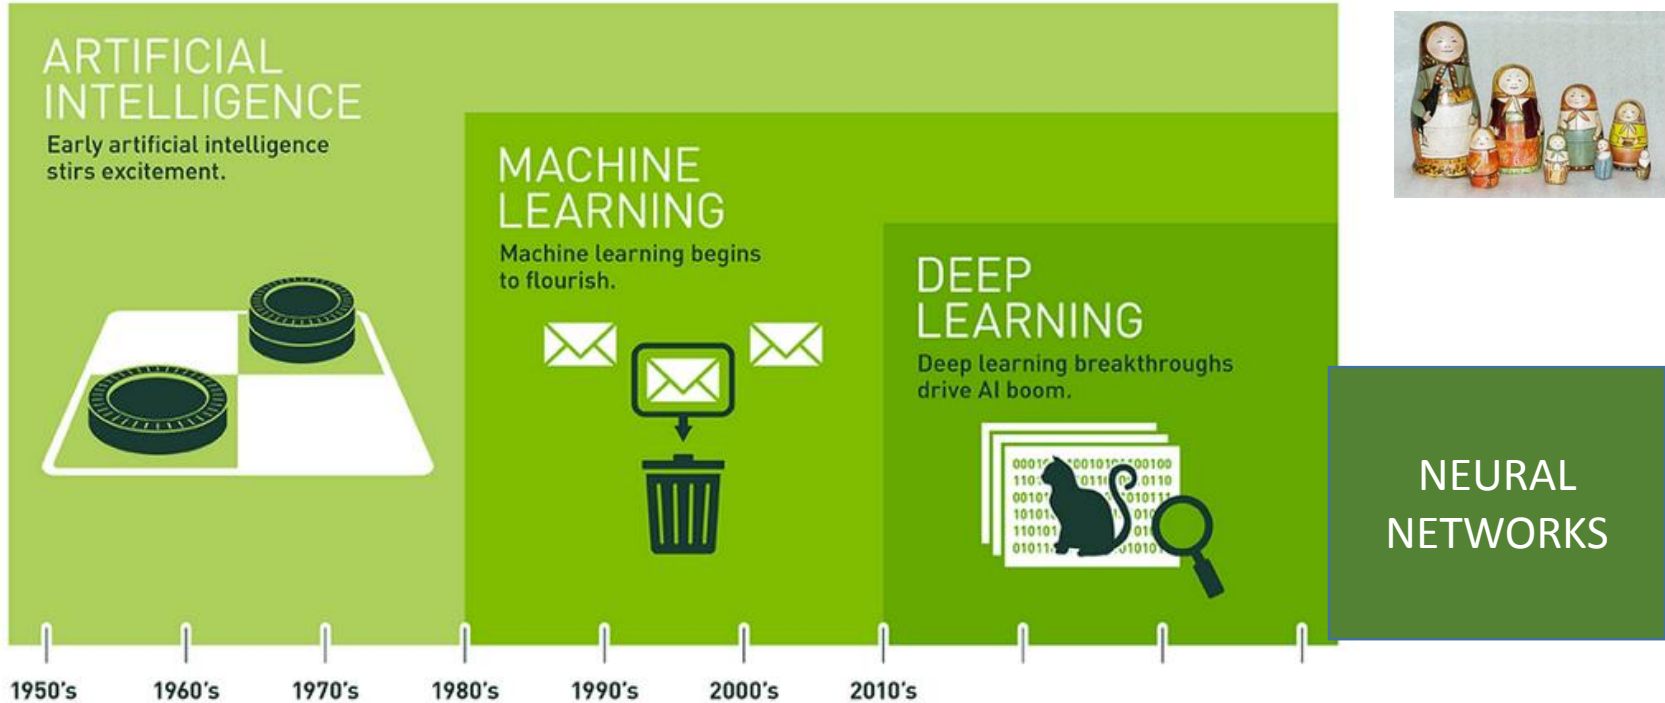 ARTIFICIAL
INTELLIGENCE
Early artificial intelligence
stirs excitement.
MACHINE
LEARNING
Machine learning begins
to flourish.
DEEP
LEARNING
Deep learning breakthroughs
drive AI boom.
NEURAL
NETWORKS
1950's 1960's 1970's 1980's 1990's 2000's 2010's